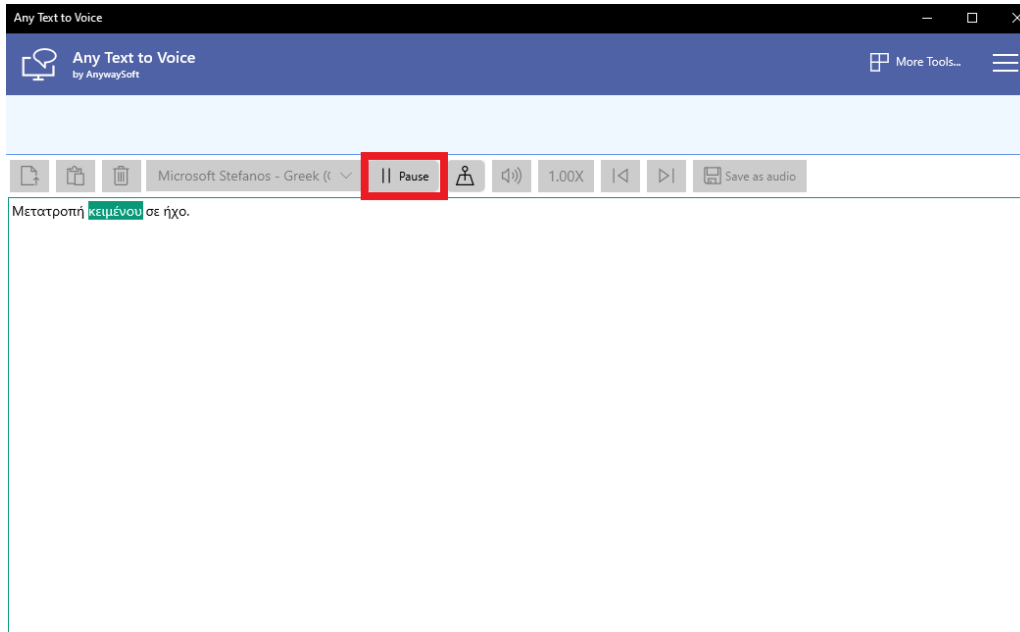 Any Text to Voice
Any Text to Voice
by AnywaySoft
More Tools...
Microsoft Stefanos - Greek ((
Pause
1.00X
Save as audio
Μετατροπή κειμένου σε ήχο.